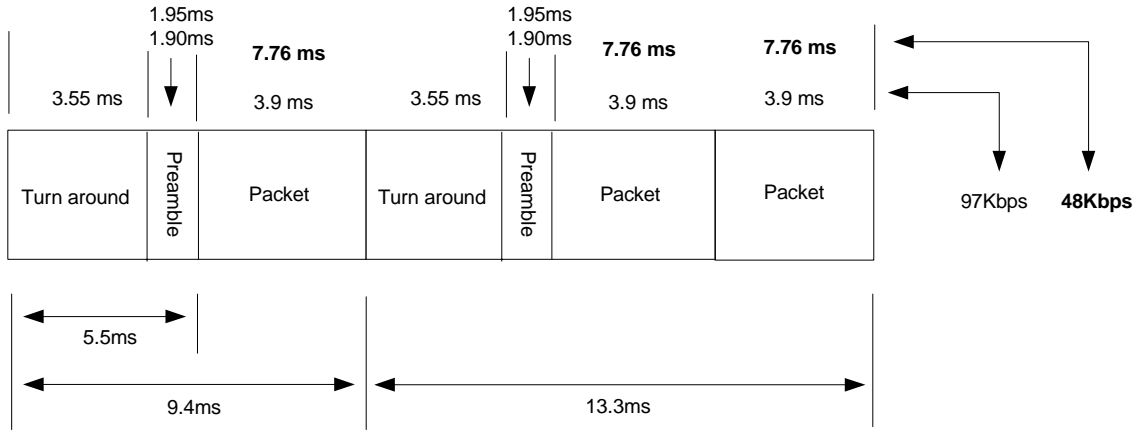 1.95ms
1.90ms
7.76 ms
1.95ms
1.90ms
7.76 ms
7.76 ms
3.55 ms
3.9 ms
3.55 ms
3.9 ms
3.9 ms
Turn around
Preamble
Packet
Turn around
Preamble
Packet
Packet
97Kbps
48Kbps
5.5ms
9.4ms
13.3ms